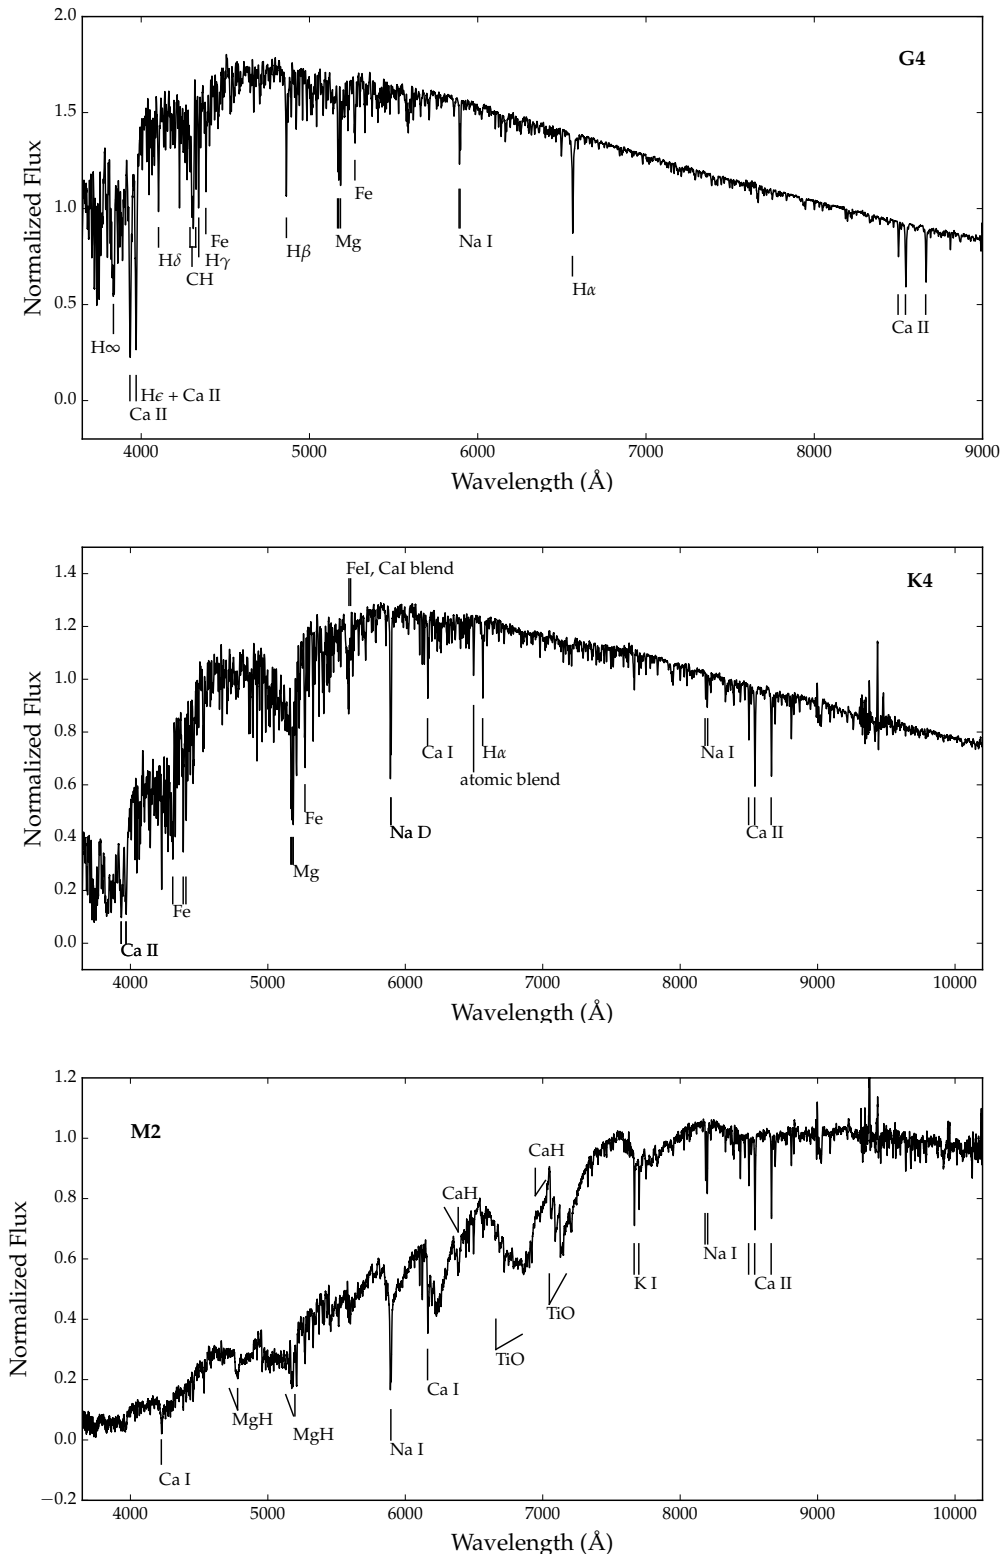 2.0
G4
1.5
1.0
0.5
0.0
Normalized Flux
Fe
Hδ
Fe
Hγ
CH
Hβ
Mg
Na I
Hα
Ca II
H∞
Hϵ + Ca II
Ca II
4000 5000 6000 7000 8000 9000
Wavelength (Å)
FeI, CaI blend
K4
1.4
1.2
1.0
0.8
0.6
0.4
0.2
0.0
Normalized Flux
Ca I
Hα
Na I
atomic blend
Fe
Na D
Ca II
Mg
Fe
Ca II
4000 5000 6000 7000 8000 9000 10000
Wavelength (Å)
1.2
M2
1.0
0.8
0.6
0.4
0.2
0.0
−0.2
Normalized Flux
CaH
CaH
Na I
K I
Ca II
TiO
TiO
Ca I
MgH
MgH
Na I
Ca I
4000 5000 6000 7000 8000 9000 10000
Wavelength (Å)